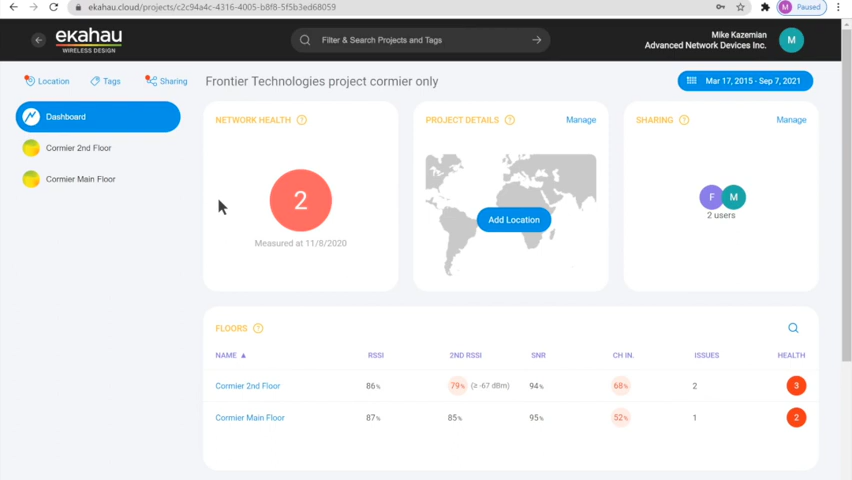 ekahau.cloud/projects/c2c94a4c-4316-4005-b8f8-5f5b3ed68059
M Paused
ekahau
WIRELESS DESIGN
Filter & Search Projects and Tags
Mike Kazemian
Advanced Network Devices Inc.
M
Location
Tags
Sharing
Frontier Technologies project cormier only
Mar 17, 2015 - Sep 7, 2021
Dashboard
Cormier 2nd Floor
Cormier Main Floor
NETWORK HEALTH ?
2
Measured at 11/8/2020
PROJECT DETAILS ?
Manage
Add Location
SHARING ?
Manage
F M
2 users
FLOORS ?
NAME ▲ RSSI 2ND RSSI SNR CH IN. ISSUES HEALTH
Cormier 2nd Floor 86% 79% (≥ -67 dBm) 94% 68% 2 3
Cormier Main Floor 87% 85% 95% 52% 1 2